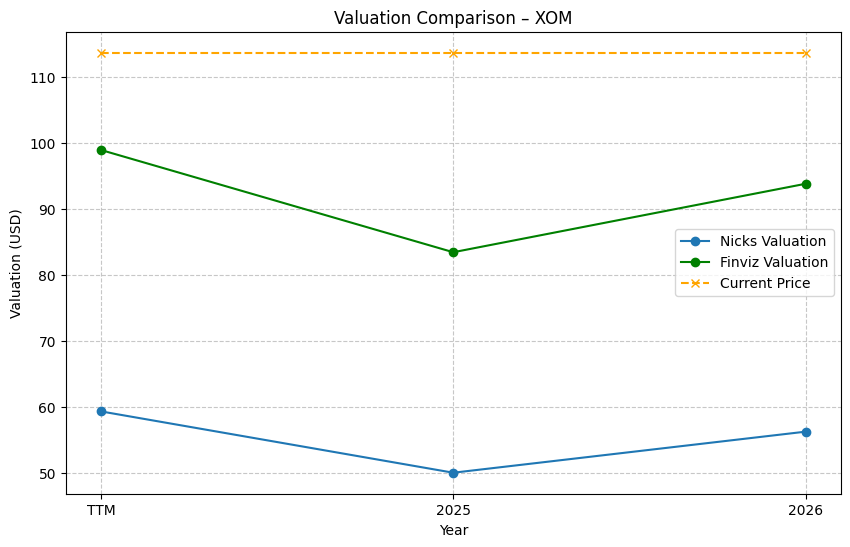 Valuation Comparison – XOM
Valuation (USD)
110
100
90
80
70
60
50
Nicks Valuation
Finviz Valuation
Current Price
TTM
2025
2026
Year